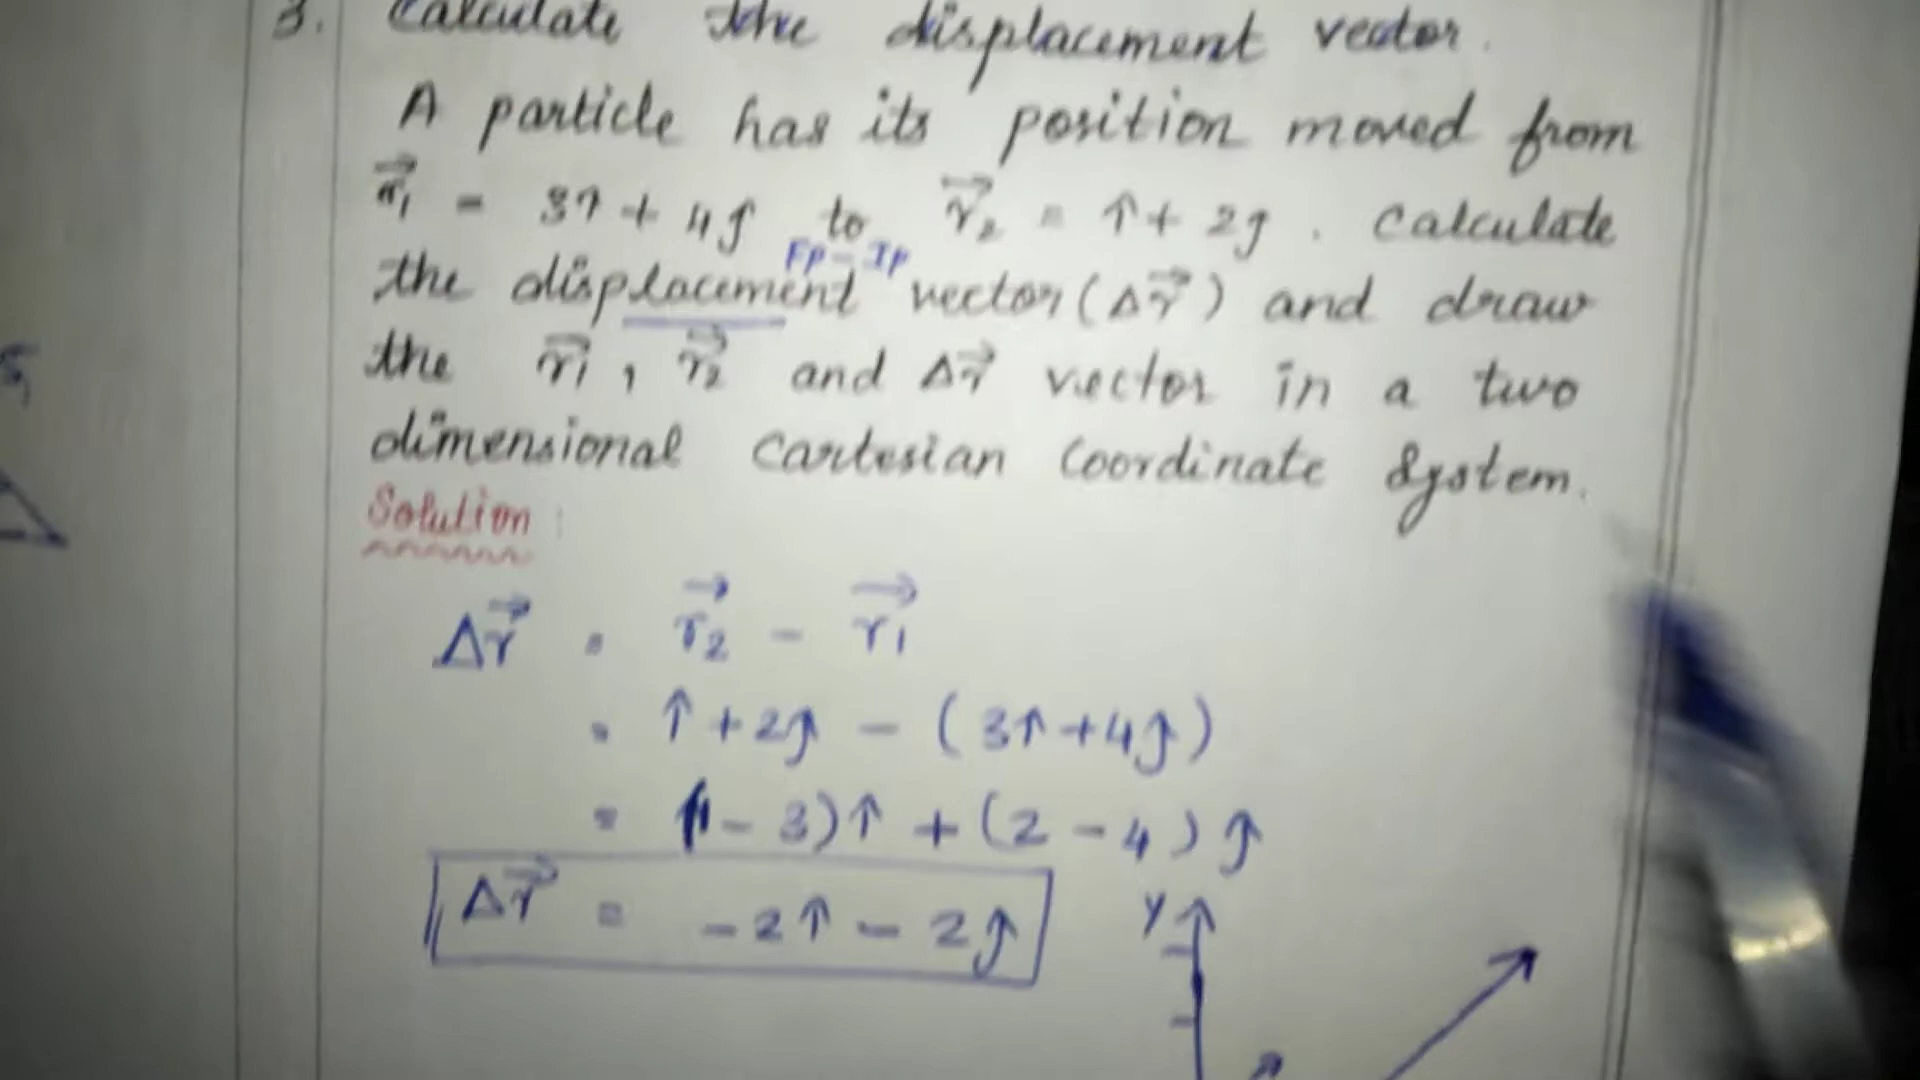 3. Calculate the displacement vector.
A particle has its position moved from
r⃗₁ = 3î + 4ĵ to r⃗₂ = î + 2ĵ. Calculate
FP - IP
the displacement vector (Δr⃗) and draw
the r⃗₁, r⃗₂ and Δr⃗ vector in a two
dimensional Cartesian Coordinate System.
Solution:
Δr⃗ = r⃗₂ - r⃗₁
= î + 2ĵ - (3î + 4ĵ)
= (1 - 3)î + (2 - 4)ĵ
Δr⃗ = -2î - 2ĵ
Y